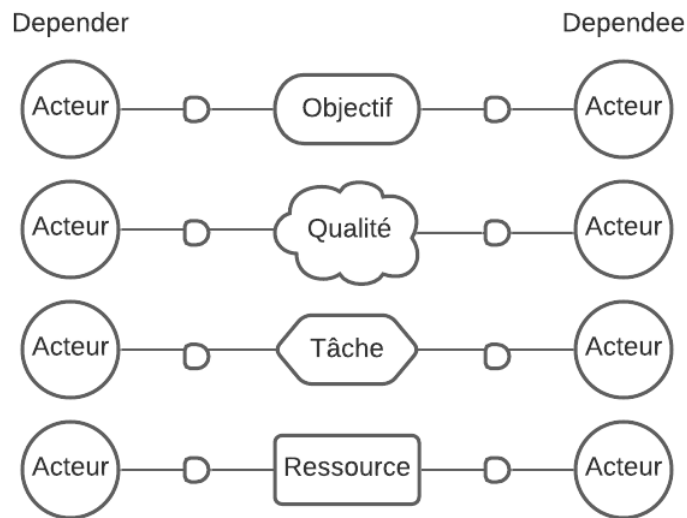 Depender Dependee
Acteur Objectif Acteur
Acteur Qualité Acteur
Acteur Tâche Acteur
Acteur Ressource Acteur